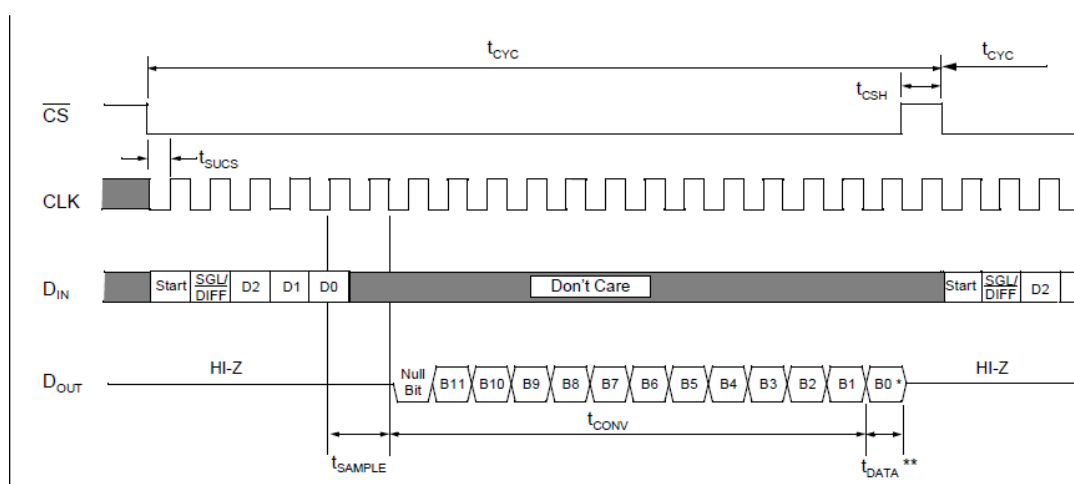 tCYC tCYC
tCSH
CS
tSUCS
CLK
DIN Start SGL/DIFF D2 D1 D0 Don't Care Start SGL/DIFF D2
DOUT HI-Z Null Bit B11 B10 B9 B8 B7 B6 B5 B4 B3 B2 B1 B0 * HI-Z
tCONV
tSAMPLE tDATA **